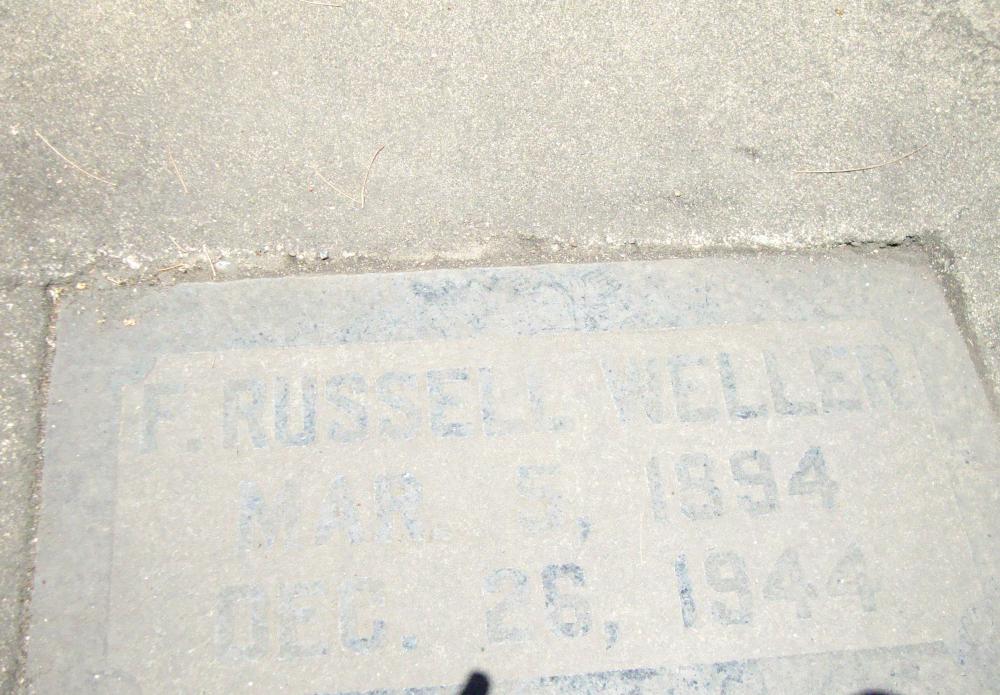 F. RUSSELL WELLER
MAR. 5, 1894
DEC. 26, 1944